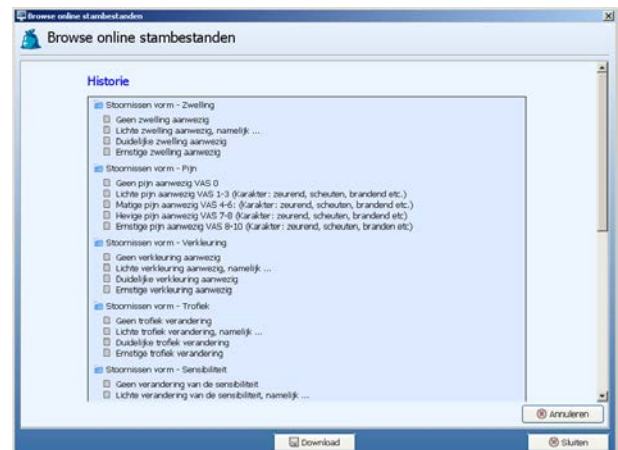 Browse online stambestanden
Browse online stambestanden
Historie
Stoornissen vorm - Zwelling
Geen zwelling aanwezig
Lichte zwelling aanwezig, namelijk ...
Duidelijke zwelling aanwezig
Ernstige zwelling aanwezig
Stoornissen vorm - Pijn
Geen pijn aanwezig VAS 0
Lichte pijn aanwezig VAS 1-3 (Karakter: zeurend, scheuten, brandend etc.)
Matige pijn aanwezig VAS 4-6: (Karakter: zeurend, scheuten, brandend etc.)
Hevige pijn aanwezig VAS 7-8 (Karakter: zeurend, scheuten, brandend etc)
Ernstige pijn aanwezig VAS 8-10 (Karakter: zeurend, scheuten, branden etc)
Stoornissen vorm - Verkleuring
Geen verkleuring aanwezig
Lichte verkleuring aanwezig, namelijk ...
Duidelijke verkleuring aanwezig
Ernstige verkleuring aanwezig
Stoornissen vorm - Trofiek
Geen trofiek verandering
Lichte trofiek verandering, namelijk ...
Duidelijke trofiek verandering
Ernstige trofiek verandering
Stoornissen vorm - Sensibiliteit
Geen verandering van de sensibiliteit
Lichte verandering van de sensibiliteit, namelijk ...
Annuleren
Download
Sluiten